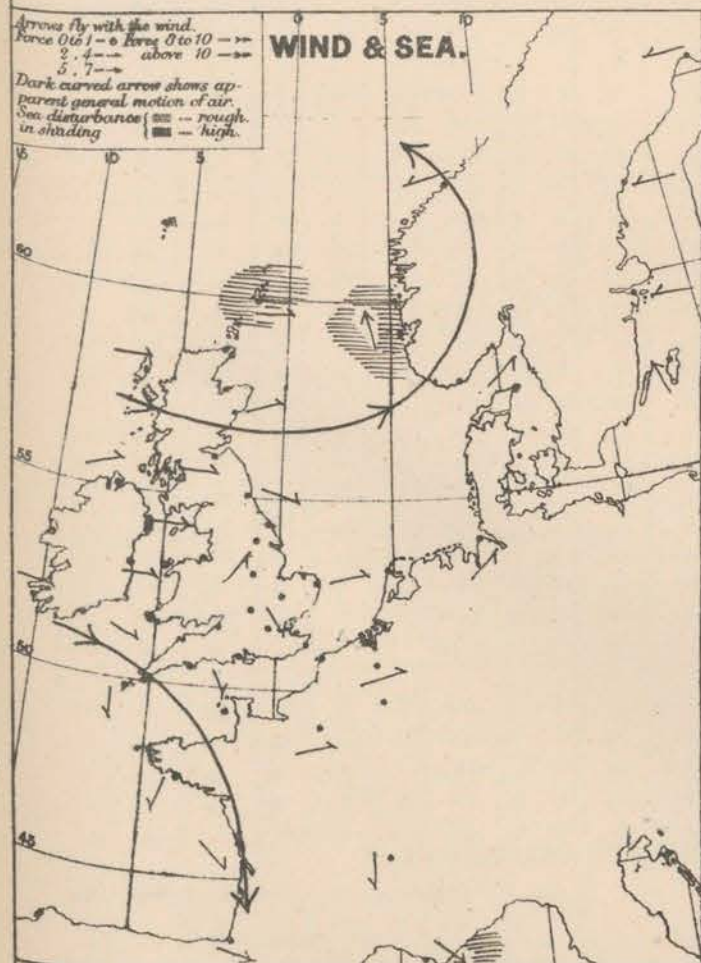 Arrows fly with the wind.
Force 0 to 1 -- Force 8 to 10 --
2 , 4 -- above 10 --
5 , 7 --
Dark curved arrow shows ap-
parent general motion of air.
Sea disturbance { -- rough.
in shading { -- high.
WIND & SEA.
0 5 10
15 10 5
60
55
50
45